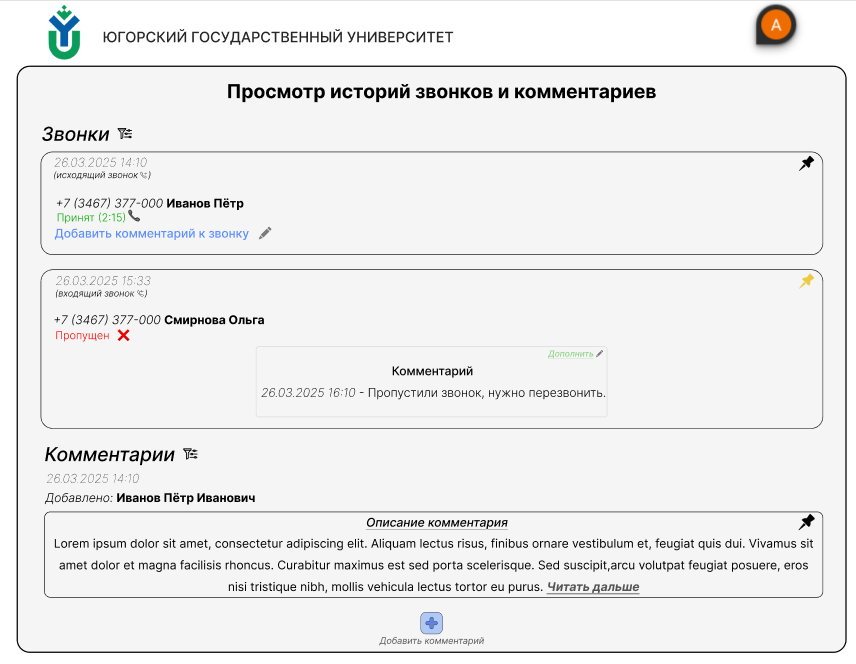 ЮГОРСКИЙ ГОСУДАРСТВЕННЫЙ УНИВЕРСИТЕТ
A
Просмотр историй звонков и комментариев
Звонки
26.03.2025 14:10
(исходящий звонок)
+7 (3467) 377-000 Иванов Пётр
Принят (2:15)
Добавить комментарий к звонку
26.03.2025 15:33
(входящий звонок)
+7 (3467) 377-000 Смирнова Ольга
Пропущен
Дополнить
Комментарий
26.03.2025 16:10 - Пропустили звонок, нужно перезвонить.
Комментарии
26.03.2025 14:10
Добавлено: Иванов Пётр Иванович
Описание комментария
Lorem ipsum dolor sit amet, consectetur adipiscing elit. Aliquam lectus risus, finibus ornare vestibulum et, feugiat quis dui. Vivamus sit
amet dolor et magna facilisis rhoncus. Curabitur maximus est sed porta scelerisque. Sed suscipit,arcu volutpat feugiat posuere, eros
nisi tristique nibh, mollis vehicula lectus tortor eu purus. Читать дальше
Добавить комментарий